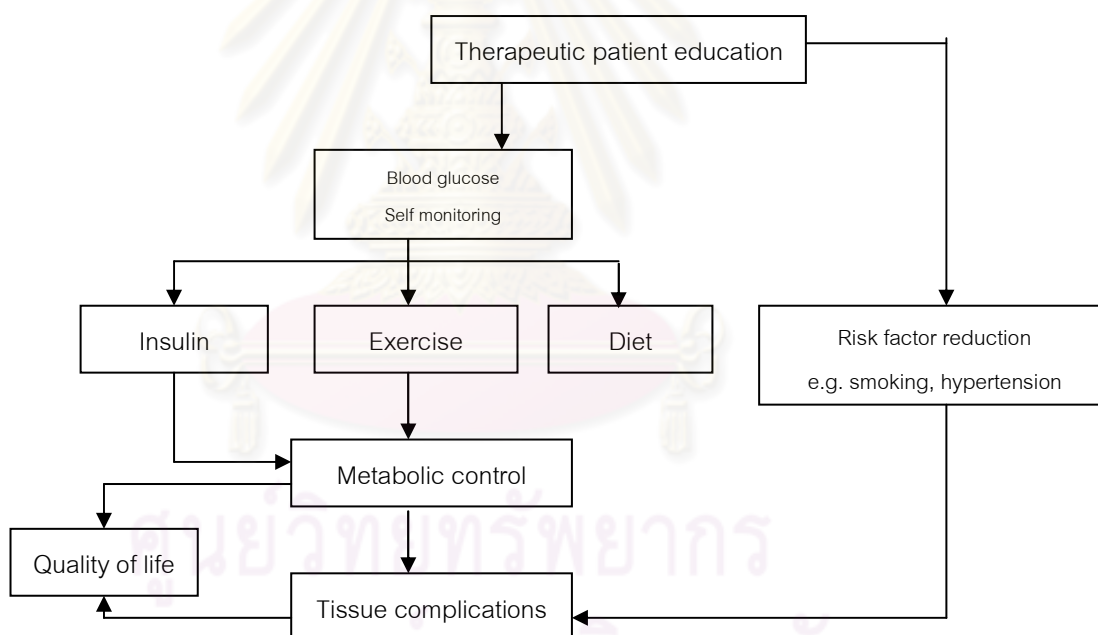 Therapeutic patient education
Blood glucose
Self monitoring
Insulin
Exercise
Diet
Risk factor reduction
e.g. smoking, hypertension
Metabolic control
ศูนย์วิทยทรัพยากร
Quality of life
Tissue complications